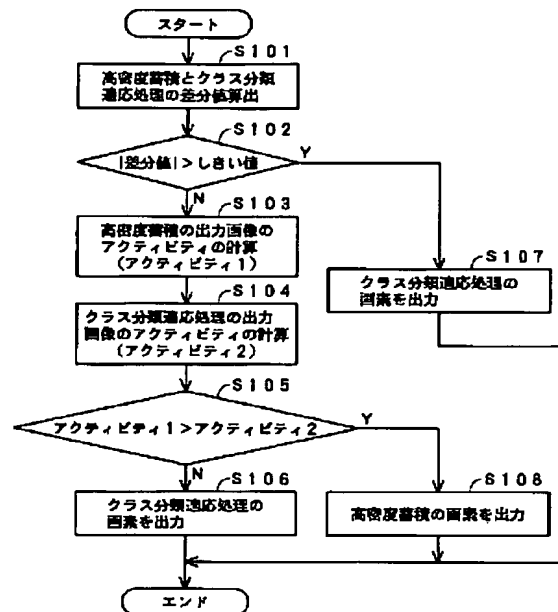 スタート
S101
高密度蓄積とクラス分類
適応処理の差分値算出
S102
|差分値|>しきい値
Y
N
S103
高密度蓄積の出力画像の
アクティビティの計算
(アクティビティ1)
S107
クラス分類適応処理の
画素を出力
S104
クラス分類適応処理の出力
画像のアクティビティの計算
(アクティビティ2)
S105
アクティビティ1>アクティビティ2
Y
N
S106
クラス分類適応処理の
画素を出力
S108
高密度蓄積の画素を出力
エンド